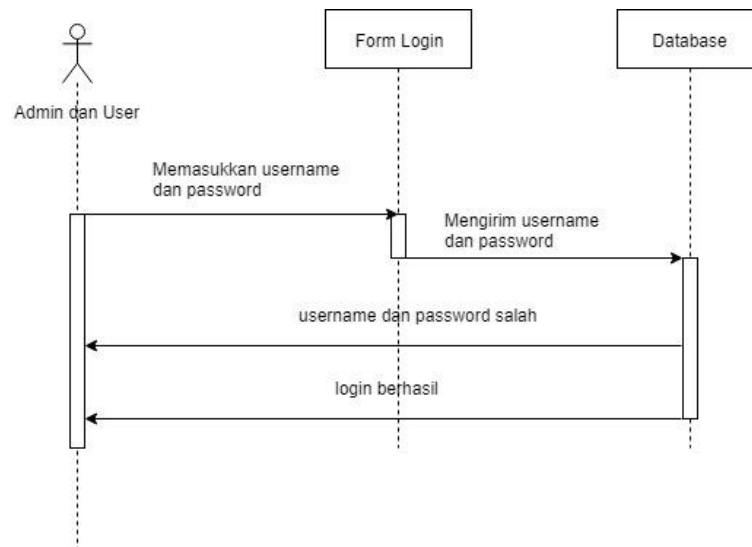 Form Login
Database
Admin dan User
Memasukkan username
dan password
Mengirim username
dan password
username dan password salah
login berhasil